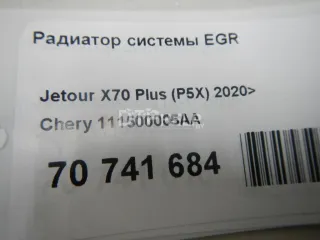 Радиатор системы EGR
Jetour X70 Plus (P5X) 2020>
Chery 111500005AA
70 741 684